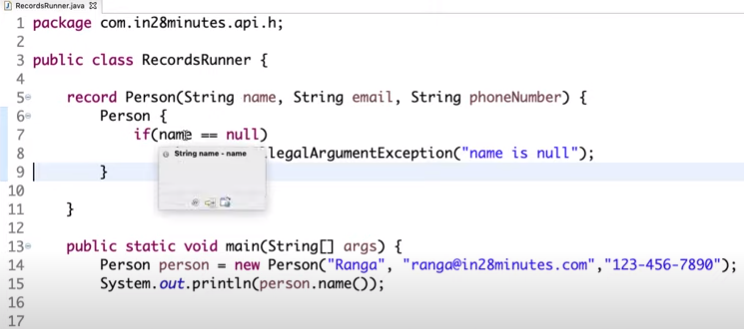 RecordsRunner.java
1 package com.in28minutes.api.h;
2
3 public class RecordsRunner {
4
5 record Person(String name, String email, String phoneNumber) {
6 Person {
7 if(name == null)
8 legalArgumentException("name is null");
String name - name
9 }
10
11 }
12
13 public static void main(String[] args) {
14 Person person = new Person("Ranga", "ranga@in28minutes.com","123-456-7890");
15 System.out.println(person.name());
16
17